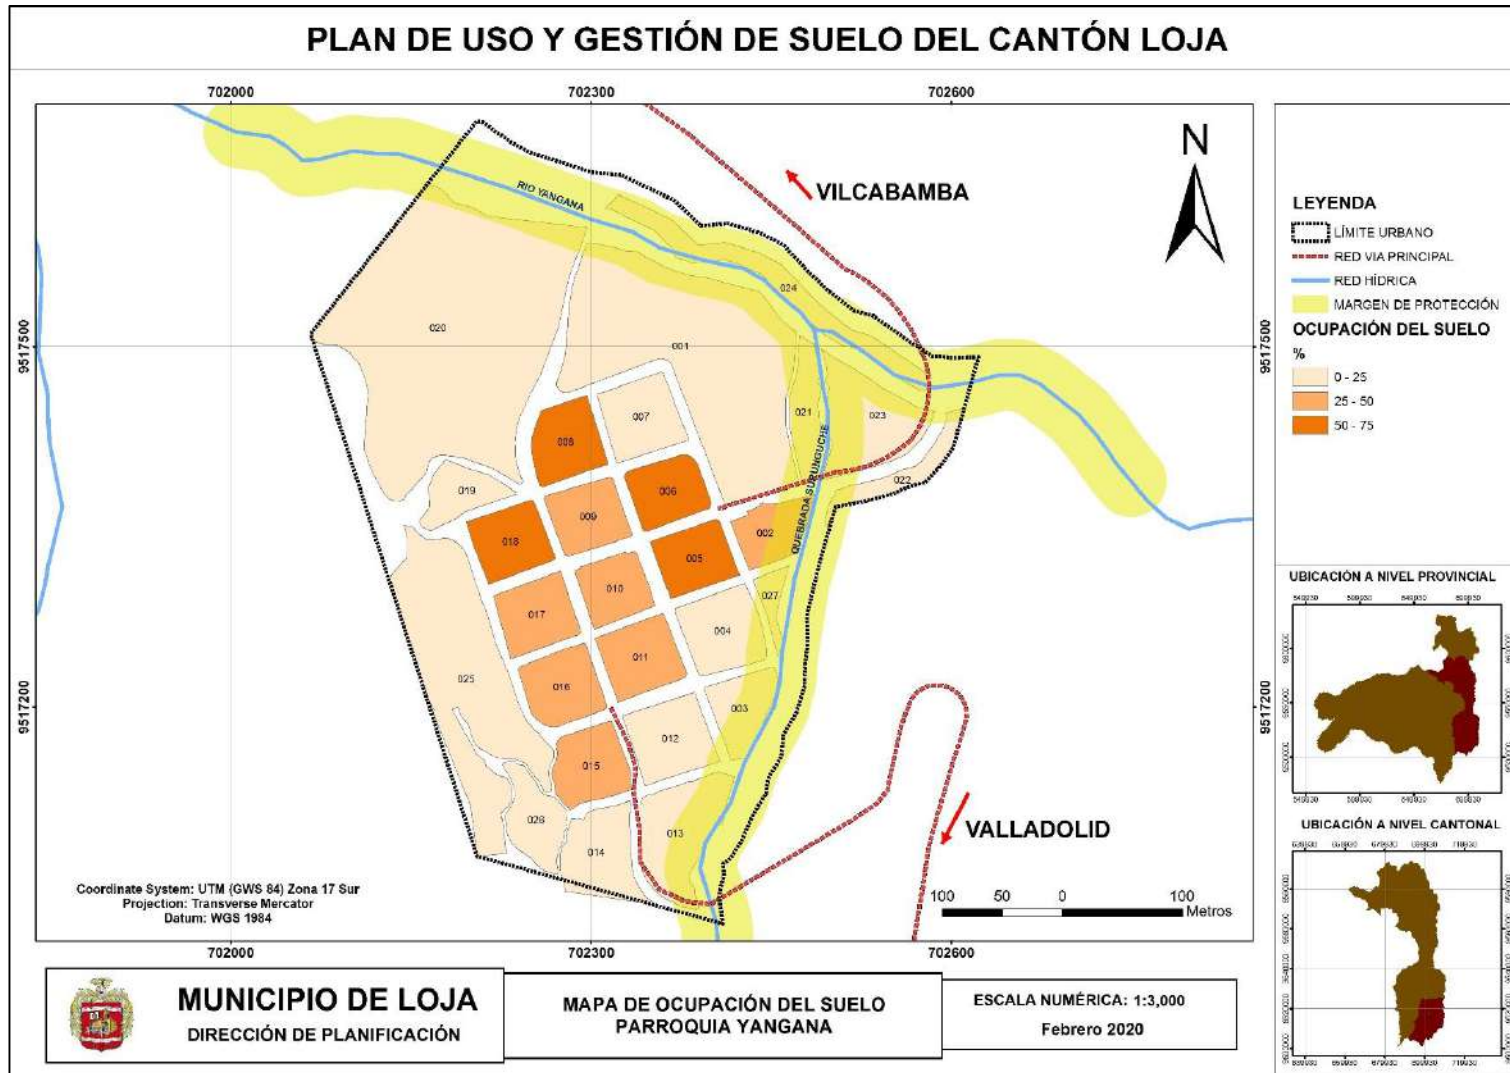 PLAN DE USO Y GESTIÓN DE SUELO DEL CANTÓN LOJA
702000
702300
702600
N
VILCABAMBA
RIO YANGANA
024
020
001
9517500
9517500
007
008
021
023
QUEBRADA SURUNGUCHE
019
006
022
009
002
018
005
010
027
017
004
011
025
016
003
9517200
9517200
012
015
026
013
014
VALLADOLID
Coordinate System: UTM (GWS 84) Zona 17 Sur
Projection: Transverse Mercator
Datum: WGS 1984
100 50 0 100
Metros
702000
702300
702600
LEYENDA
LÍMITE URBANO
RED VIA PRINCIPAL
RED HÍDRICA
MARGEN DE PROTECCIÓN
OCUPACIÓN DEL SUELO
%
0 - 25
25 - 50
50 - 75
UBICACIÓN A NIVEL PROVINCIAL
UBICACIÓN A NIVEL CANTONAL
MUNICIPIO DE LOJA
DIRECCIÓN DE PLANIFICACIÓN
MAPA DE OCUPACIÓN DEL SUELO
PARROQUIA YANGANA
ESCALA NUMÉRICA: 1:3,000
Febrero 2020